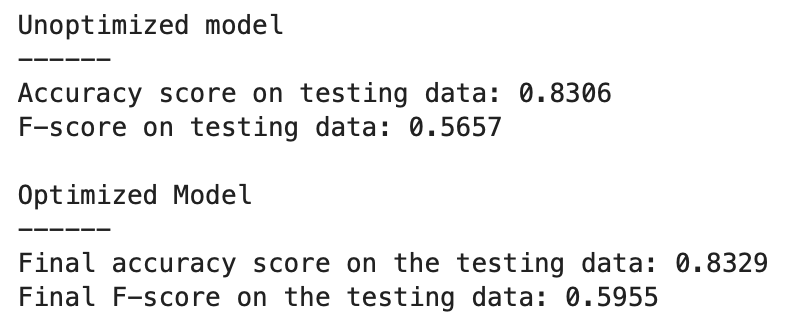 Unoptimized model
------
Accuracy score on testing data: 0.8306
F-score on testing data: 0.5657
Optimized Model
------
Final accuracy score on the testing data: 0.8329
Final F-score on the testing data: 0.5955